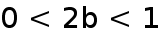 0 < 2b < 1